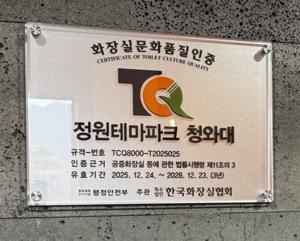 화장실문화품질인증
CERTIFICATE OF TOILET CULTURE QUALITY
TCQ
정원테마파크 청와대
규격-번호 TCQ8000-T2025025
인증근거 공중화장실 등에 관한 법률시행령 제11조의 3
유효기간 2025. 12. 24. ~ 2028. 12. 23. (3년)
행정안전부 주관 한국화장실협회